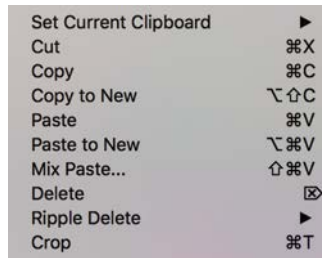 Set Current Clipboard ▶
Cut ⌘X
Copy ⌘C
Copy to New ⌥⇧C
Paste ⌘V
Paste to New ⌥⌘V
Mix Paste... ⇧⌘V
Delete ⌦
Ripple Delete ▶
Crop ⌘T